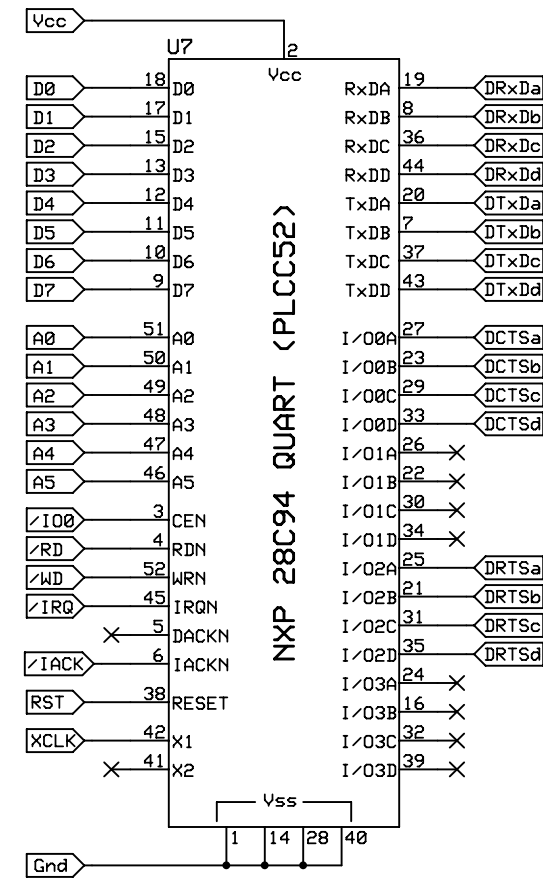 Vcc
U7
2
Vcc
D0 18 D0 RxDA 19 DRxDa
D1 17 D1 RxDB 8 DRxDb
D2 15 D2 RxDC 36 DRxDc
D3 13 D3 RxDD 44 DRxDd
D4 12 D4 TxDA 20 DTxDa
D5 11 D5 TxDB 7 DTxDb
D6 10 D6 TxDC 37 DTxDc
D7 9 D7 TxDD 43 DTxDd
A0 51 A0 I/O0A 27 DCTSa
A1 50 A1 I/O0B 23 DCTSb
A2 49 A2 I/O0C 29 DCTSc
A3 48 A3 I/O0D 33 DCTSd
A4 47 A4 I/O1A 26
A5 46 A5 I/O1B 22
/IO0 3 CEN I/O1C 30
/RD 4 RDN I/O1D 34
/WD 52 WRN I/O2A 25 DRTSa
/IRQ 45 IRQN I/O2B 21 DRTSb
5 DACKN I/O2C 31 DRTSc
/IACK 6 IACKN I/O2D 35 DRTSd
I/O3A 24
RST 38 RESET I/O3B 16
XCLK 42 X1 I/O3C 32
41 X2 I/O3D 39
NXP 28C94 QUART (PLCC52)
Vss
1 14 28 40
Gnd